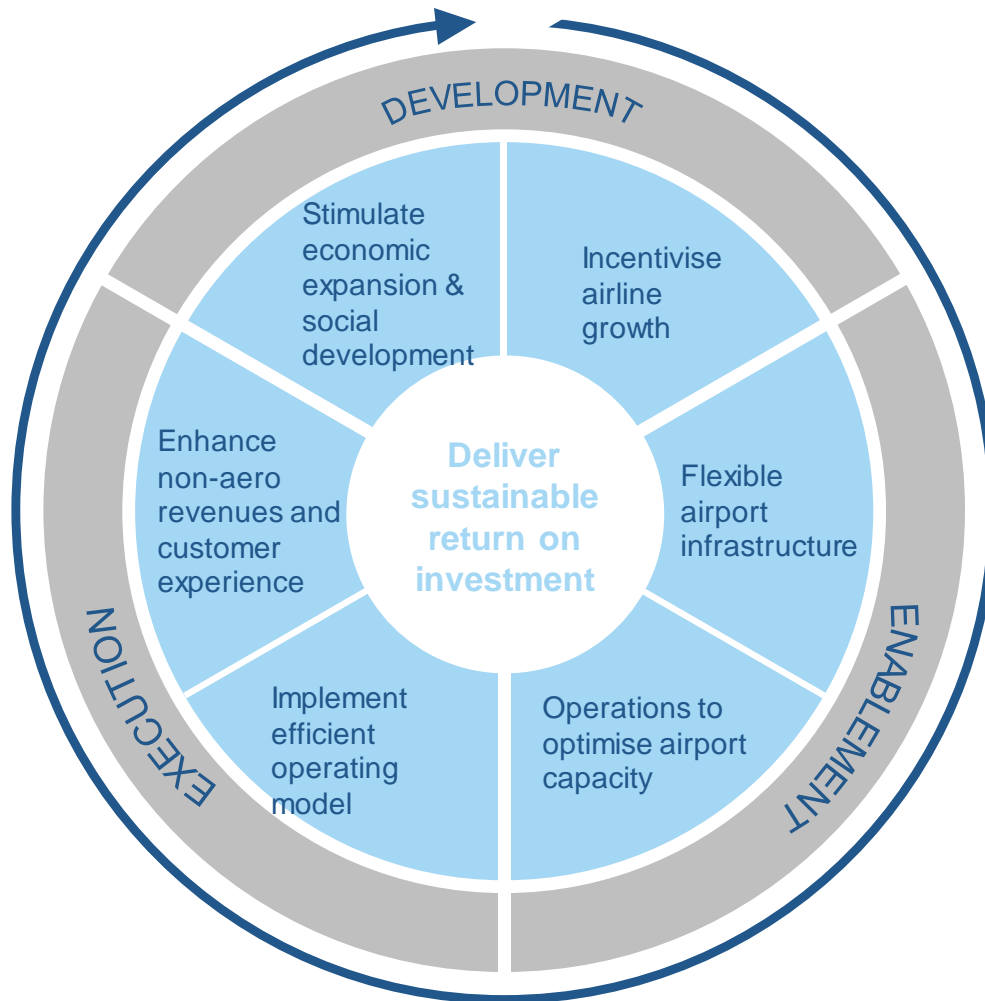 DEVELOPMENT
Stimulate
economic
expansion &
social
development
Incentivise
airline
growth
Enhance
non-aero
revenues and
customer
experience
Deliver
sustainable
return on
investment
Flexible
airport
infrastructure
EXECUTION
ENABLEMENT
Implement
efficient
operating
model
Operations to
optimise airport
capacity